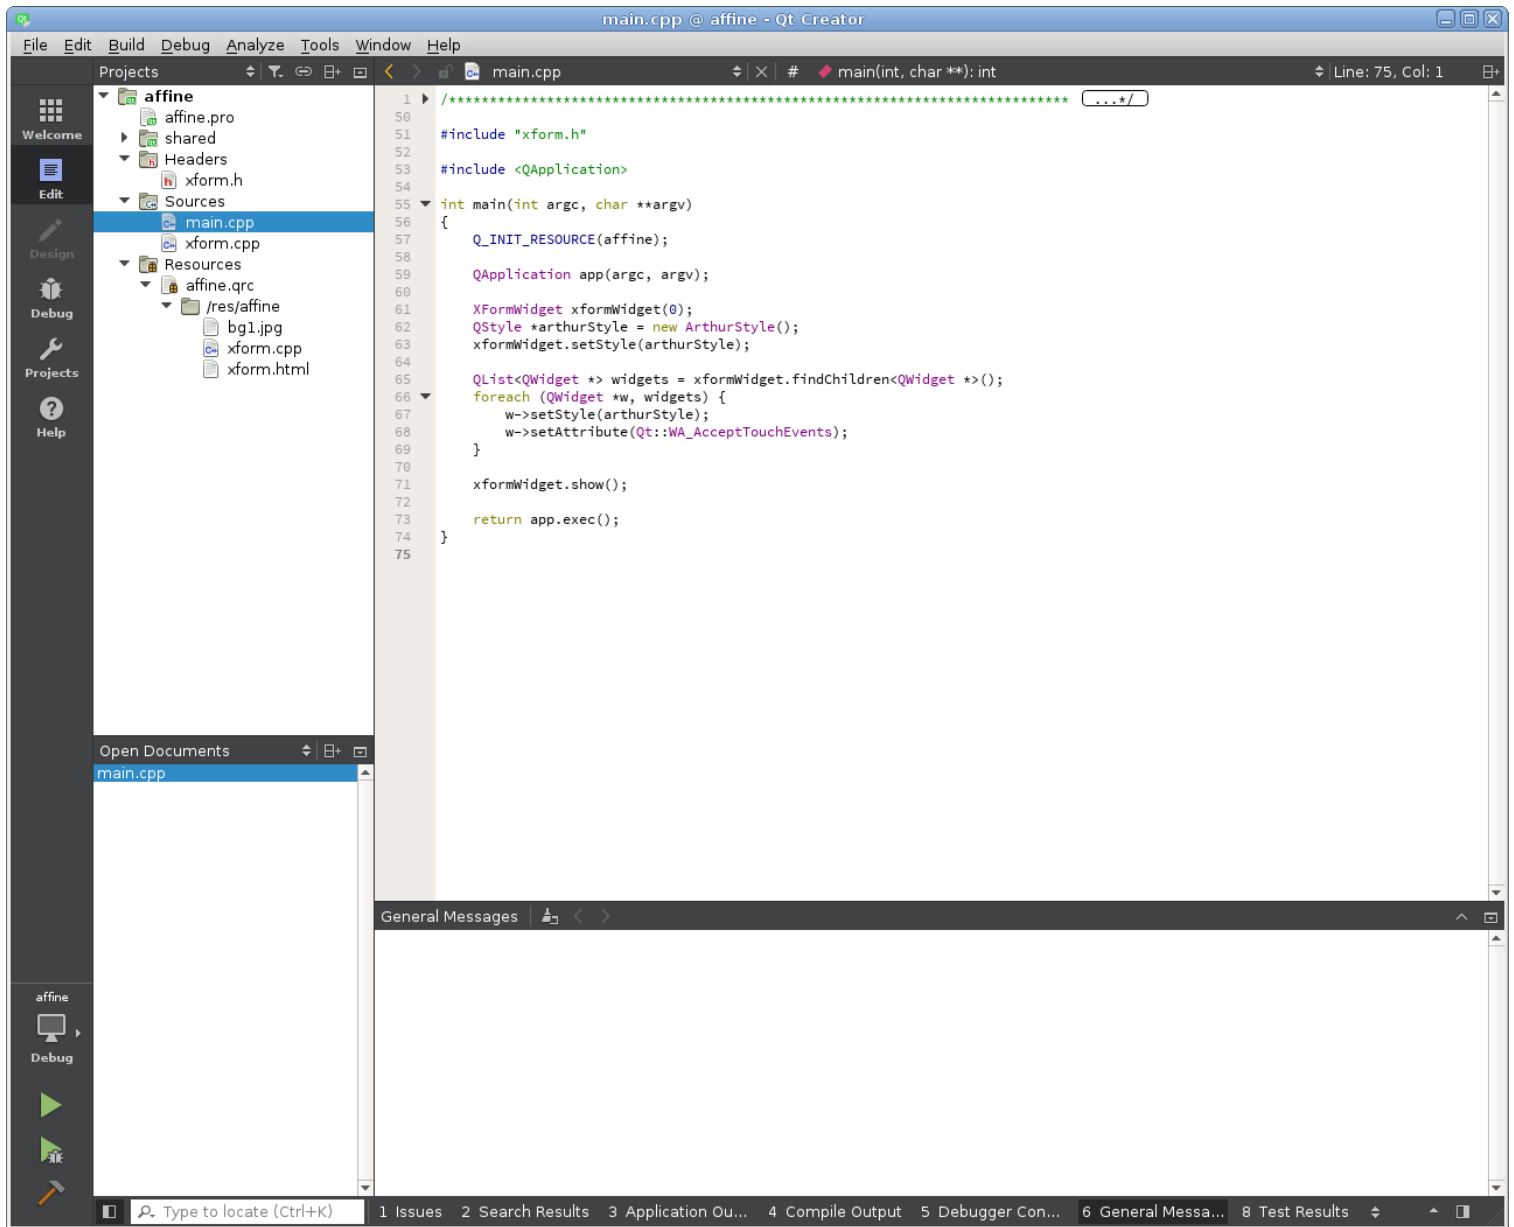 main.cpp @ affine - Qt Creator
File Edit Build Debug Analyze Tools Window Help
Projects
main.cpp
#
main(int, char **): int
Line: 75, Col: 1
Welcome
Edit
Design
Debug
Projects
Help
affine
affine.pro
shared
Headers
xform.h
Sources
main.cpp
xform.cpp
Resources
affine.qrc
/res/affine
bg1.jpg
xform.cpp
xform.html
1 /**************************************************************************** ...*/
50
51 #include "xform.h"
52
53 #include <QApplication>
54
55 int main(int argc, char **argv)
56 {
57     Q_INIT_RESOURCE(affine);
58
59     QApplication app(argc, argv);
60
61     XFormWidget xformWidget(0);
62     QStyle *arthurStyle = new ArthurStyle();
63     xformWidget.setStyle(arthurStyle);
64
65     QList<QWidget *> widgets = xformWidget.findChildren<QWidget *>();
66     foreach (QWidget *w, widgets) {
67         w->setStyle(arthurStyle);
68         w->setAttribute(Qt::WA_AcceptTouchEvents);
69     }
70
71     xformWidget.show();
72
73     return app.exec();
74 }
75
Open Documents
main.cpp
General Messages
affine
Debug
Type to locate (Ctrl+K)
1 Issues 2 Search Results 3 Application Ou... 4 Compile Output 5 Debugger Con... 6 General Messa... 8 Test Results